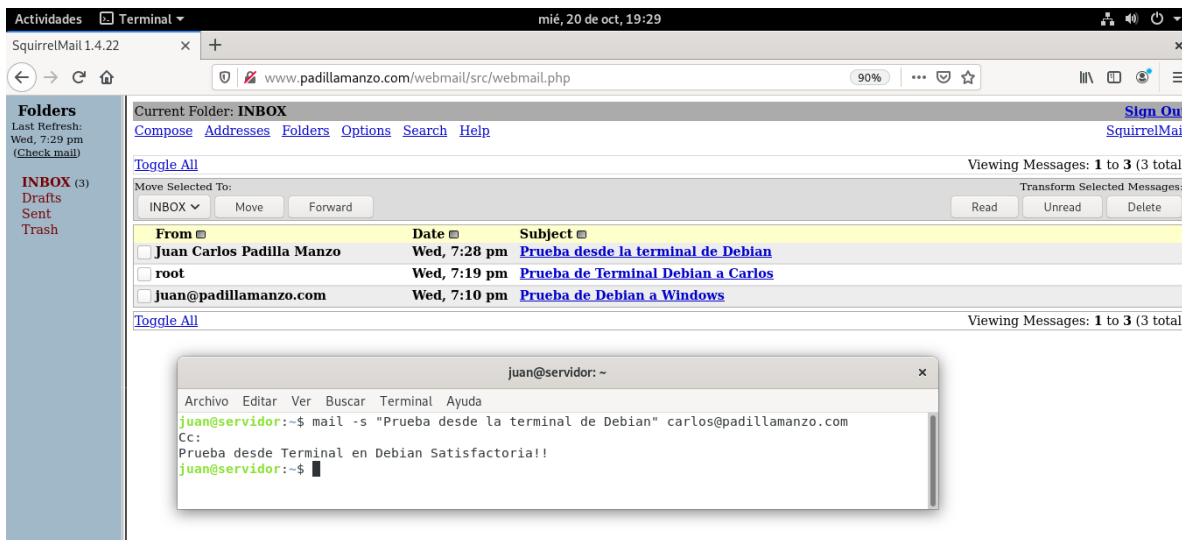 Actividades Terminal mié, 20 de oct, 19:29
SquirrelMail 1.4.22
www.padillamanzo.com/webmail/src/webmail.php 90%
Folders
Last Refresh:
Wed, 7:29 pm
(Check mail)
INBOX (3)
Drafts
Sent
Trash
Current Folder: INBOX Sign Ou
Compose Addresses Folders Options Search Help SquirrelMai
Toggle All Viewing Messages: 1 to 3 (3 total
Move Selected To: Transform Selected Messages:
INBOX Move Forward Read Unread Delete
From Date Subject
Juan Carlos Padilla Manzo Wed, 7:28 pm Prueba desde la terminal de Debian
root Wed, 7:19 pm Prueba de Terminal Debian a Carlos
juan@padillamanzo.com Wed, 7:10 pm Prueba de Debian a Windows
Toggle All Viewing Messages: 1 to 3 (3 total
juan@servidor: ~
Archivo Editar Ver Buscar Terminal Ayuda
juan@servidor:~$ mail -s "Prueba desde la terminal de Debian" carlos@padillamanzo.com
Cc:
Prueba desde Terminal en Debian Satisfactoria!!
juan@servidor:~$